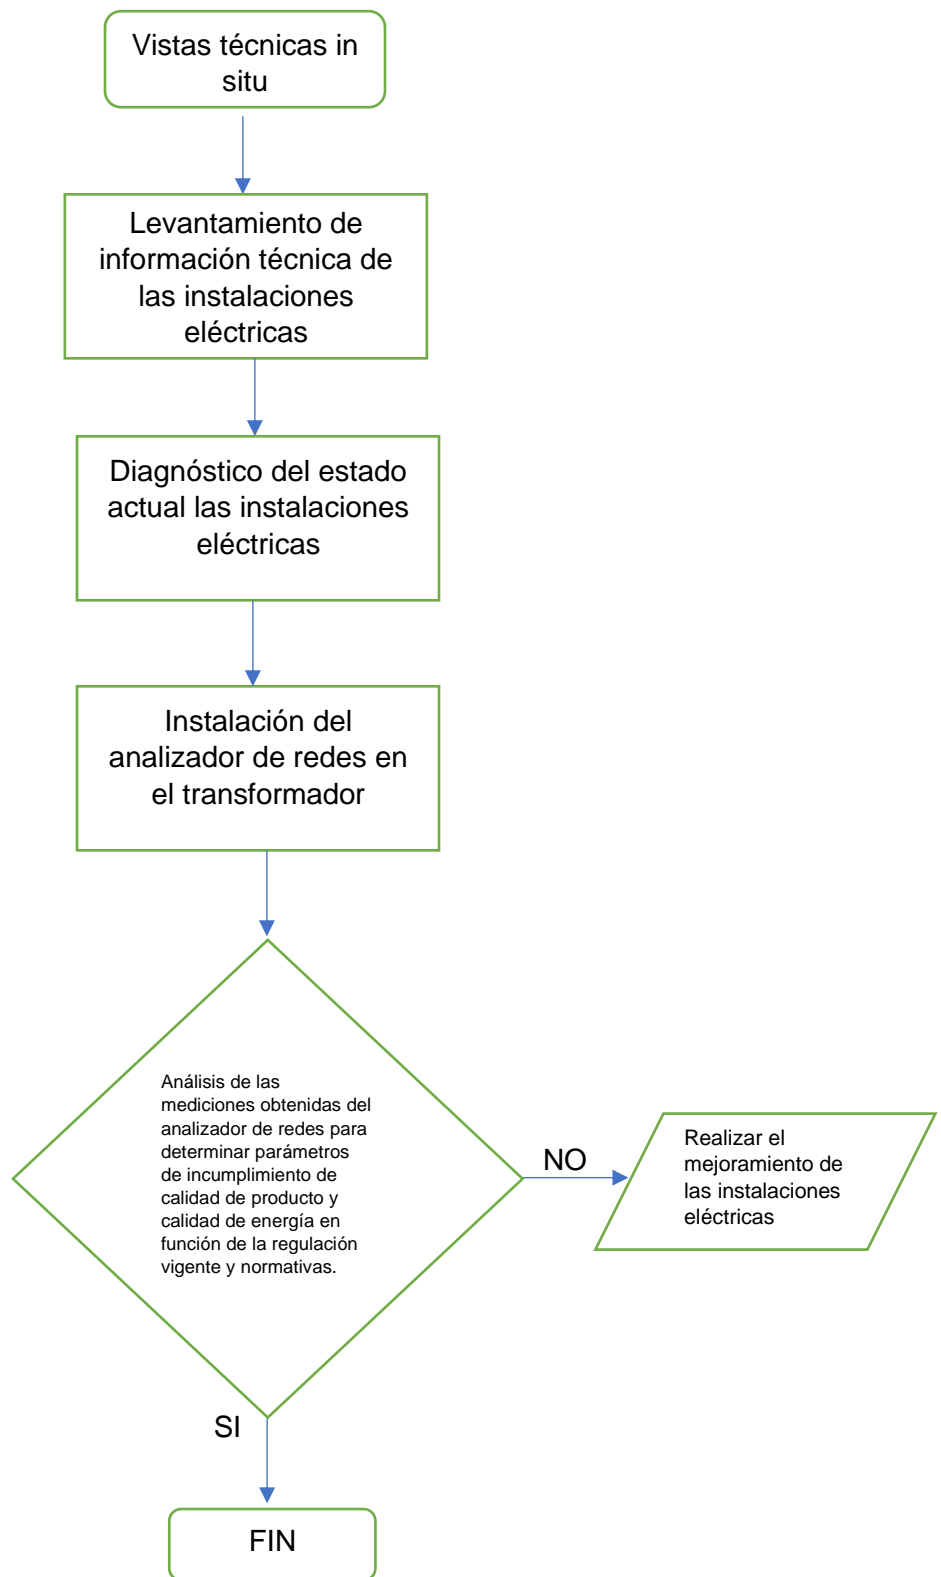 Vistas técnicas in
situ
Levantamiento de
información técnica de
las instalaciones
eléctricas
Diagnóstico del estado
actual las instalaciones
eléctricas
Instalación del
analizador de redes en
el transformador
Análisis de las
mediciones obtenidas del
analizador de redes para
determinar parámetros
de incumplimiento de
calidad de producto y
calidad de energía en
función de la regulación
vigente y normativas.
NO
Realizar el
mejoramiento de
las instalaciones
eléctricas
SI
FIN